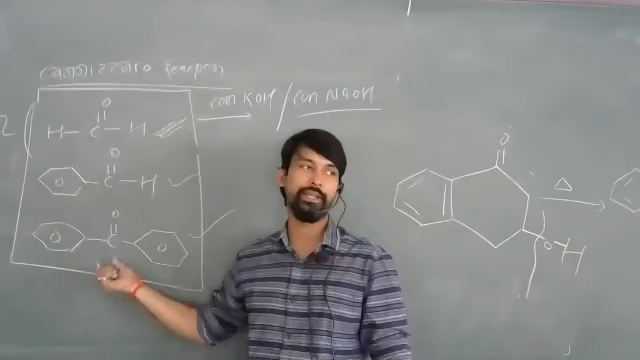 con KOH / con NaOH
O
H — C — H
O
C — H
O
C
O
Δ
O—H